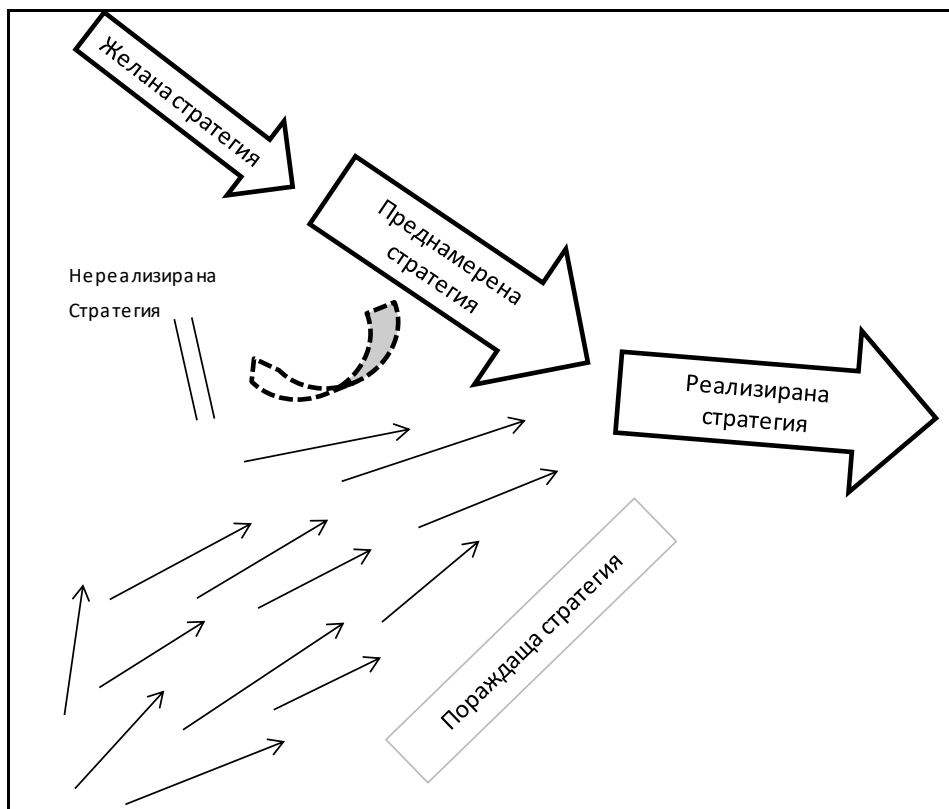 Желана стратегия
Преднамерена
стратегия
Нереализирана
Стратегия
Реализирана
стратегия
Пораждаща стратегия